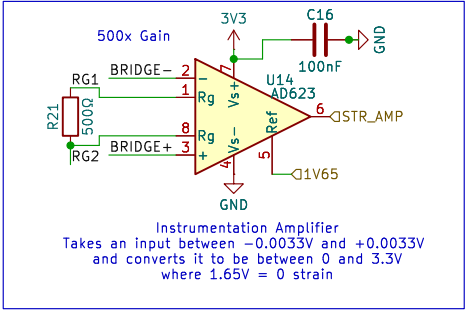 500x Gain
3V3
C16
100nF
GND
BRIDGE-
2
-
7
Vs+
U14
AD623
RG1
1
Rg
R21
500Ω
6
STR_AMP
8
Rg
Ref
RG2
BRIDGE+
3
+
Vs-
4
5
1V65
GND
Instrumentation Amplifier
Takes an input between -0.0033V and +0.0033V
and converts it to be between 0 and 3.3V
where 1.65V = 0 strain